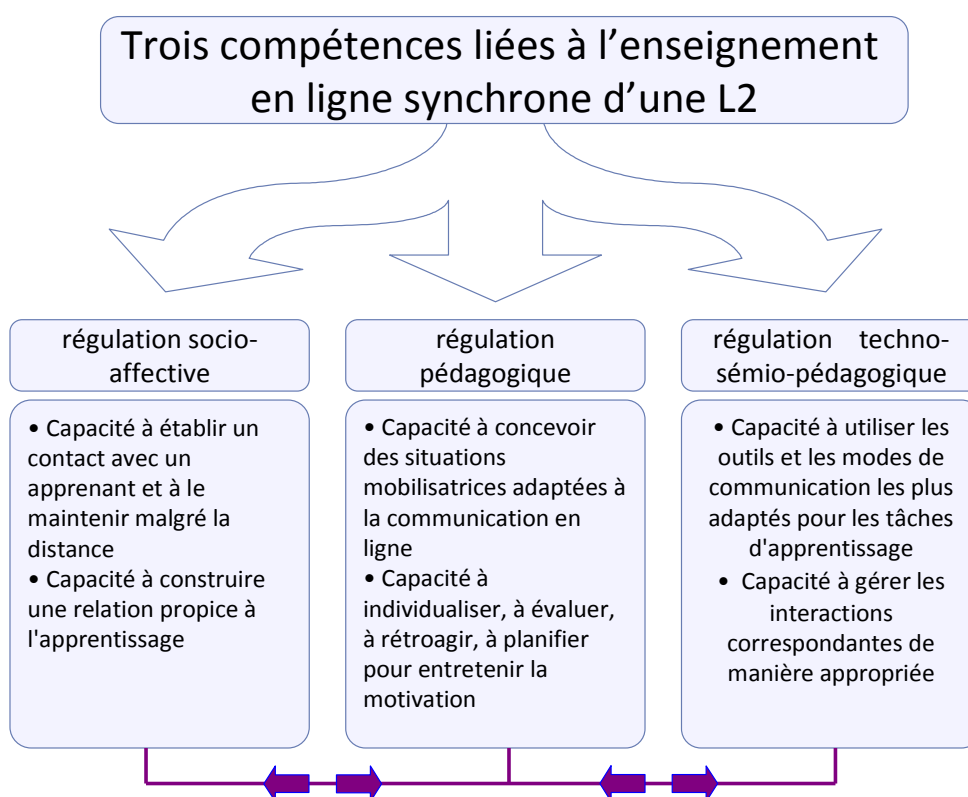 Trois compétences liées à l’enseignement
en ligne synchrone d’une L2
régulation socio-
affective
• Capacité à établir un
contact avec un
apprenant et à le
maintenir malgré la
distance
• Capacité à construire
une relation propice à
l'apprentissage
régulation
pédagogique
• Capacité à concevoir
des situations
mobilisatrices adaptées à
la communication en
ligne
• Capacité à
individualiser, à évaluer,
à rétroagir, à planifier
pour entretenir la
motivation
régulation techno-
sémio-pédagogique
• Capacité à utiliser les
outils et les modes de
communication les plus
adaptés pour les tâches
d'apprentissage
• Capacité à gérer les
interactions
correspondantes de
manière appropriée